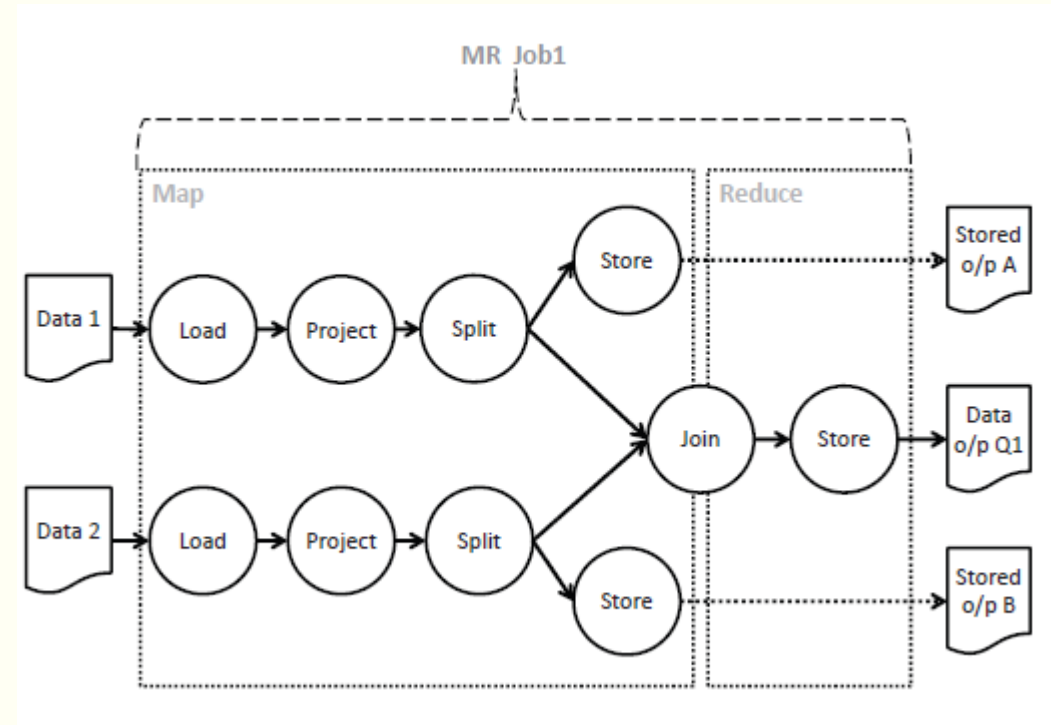 MR Job1
Map
Reduce
Store
Stored
o/p A
Data 1
Load
Project
Split
Join
Store
Data
o/p Q1
Data 2
Load
Project
Split
Store
Stored
o/p B